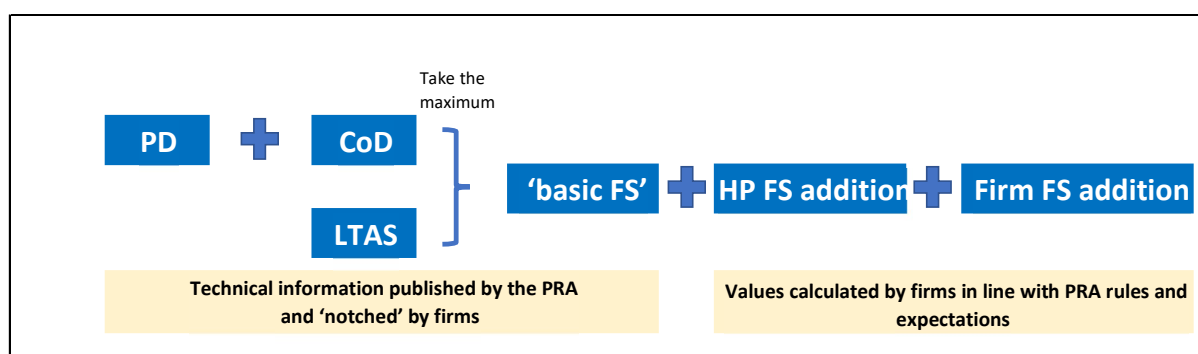 Take the
maximum
PD
CoD
LTAS
‘basic FS’
HP FS addition
Firm FS addition
Technical information published by the PRA
and ‘notched’ by firms
Values calculated by firms in line with PRA rules and
expectations